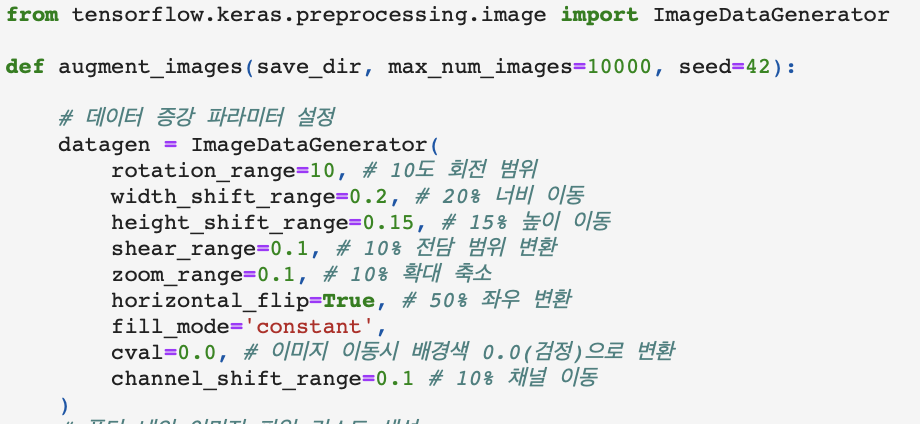 from tensorflow.keras.preprocessing.image import ImageDataGenerator
def augment_images(save_dir, max_num_images=10000, seed=42):
# 데이터 증강 파라미터 설정
datagen = ImageDataGenerator(
rotation_range=10, # 10도 회전 범위
width_shift_range=0.2, # 20% 너비 이동
height_shift_range=0.15, # 15% 높이 이동
shear_range=0.1, # 10% 전담 범위 변환
zoom_range=0.1, # 10% 확대 축소
horizontal_flip=True, # 50% 좌우 변환
fill_mode='constant',
cval=0.0, # 이미지 이동시 배경색 0.0(검정)으로 변환
channel_shift_range=0.1 # 10% 채널 이동
)